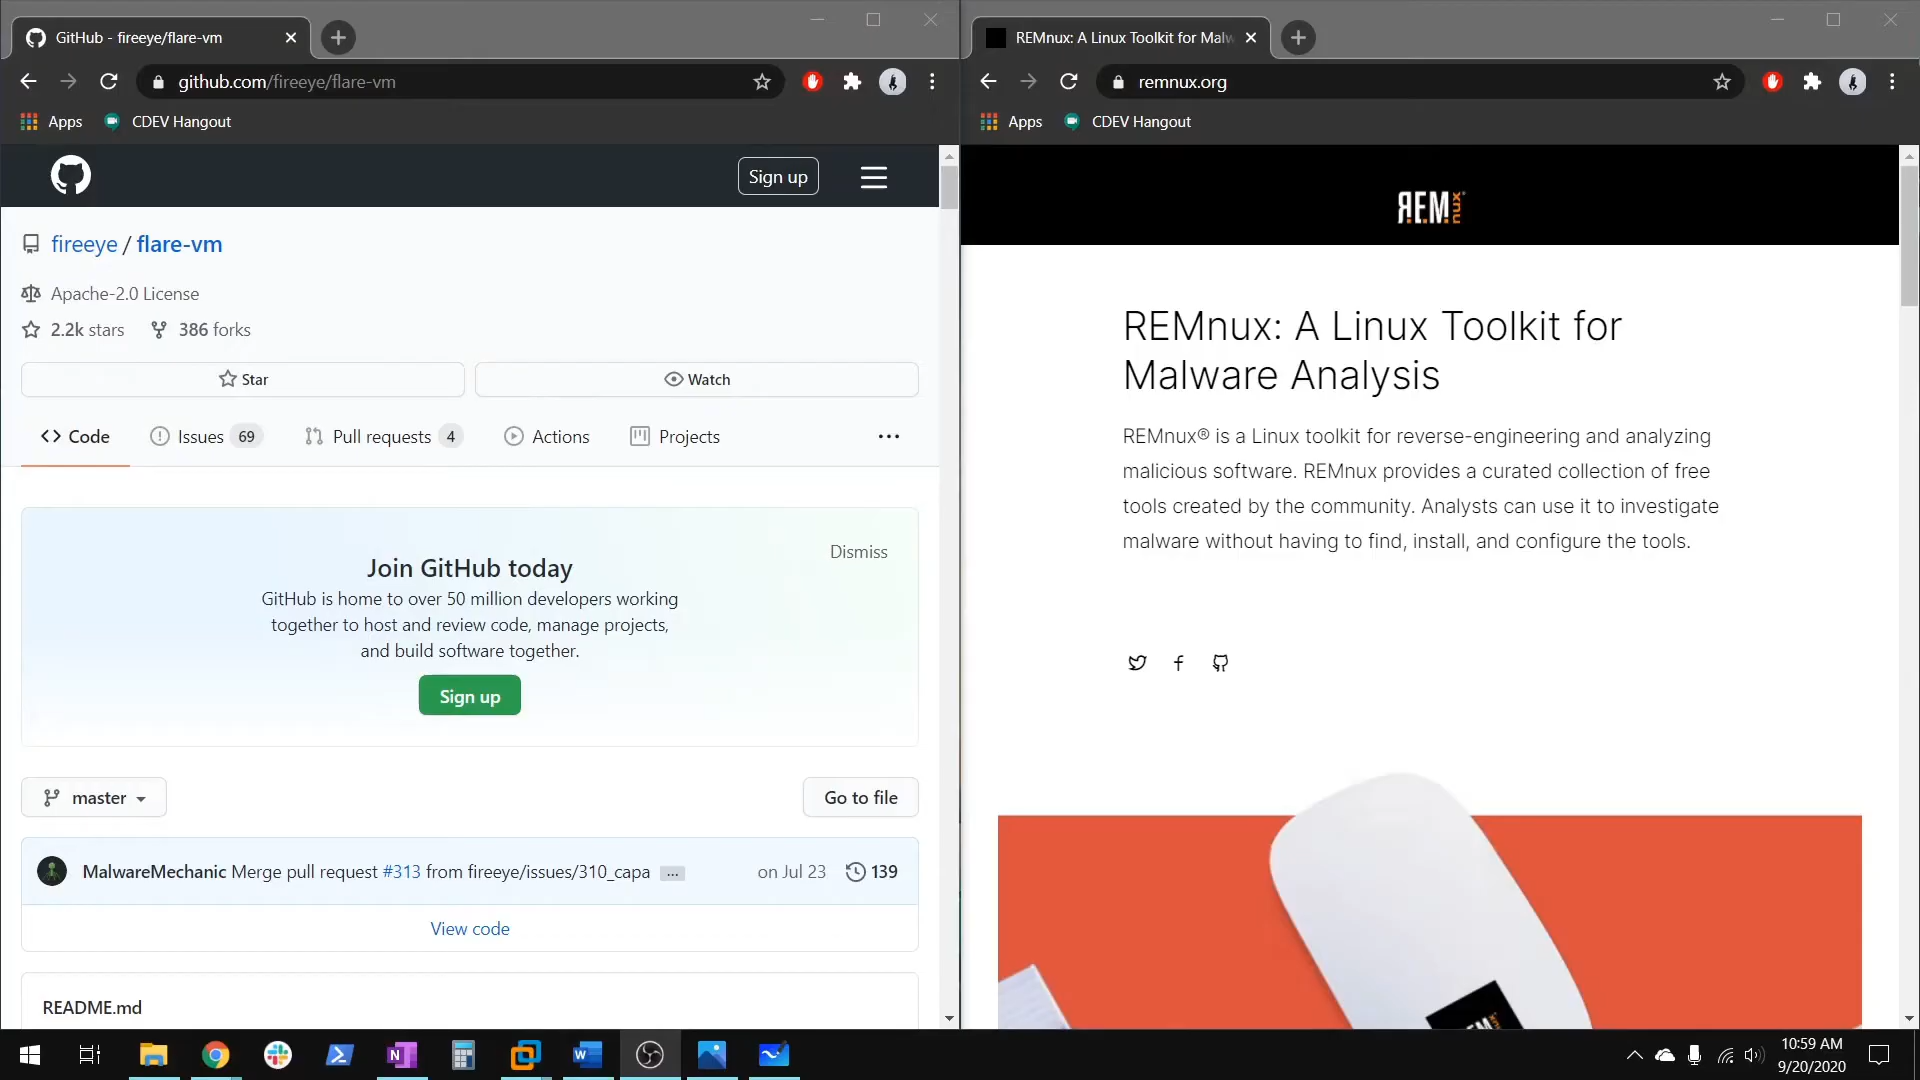 GitHub - fireeye/flare-vm
github.com/fireeye/flare-vm
Apps
CDEV Hangout
Sign up
fireeye / flare-vm
Apache-2.0 License
2.2k stars
386 forks
Star
Watch
Code
Issues 69
Pull requests 4
Actions
Projects
Dismiss
Join GitHub today
GitHub is home to over 50 million developers working
together to host and review code, manage projects,
and build software together.
Sign up
master
Go to file
MalwareMechanic Merge pull request #313 from fireeye/issues/310_capa ...
on Jul 23
139
View code
README.md
REMnux: A Linux Toolkit for Malw
remnux.org
Apps
CDEV Hangout
REMnux
REMnux: A Linux Toolkit for
Malware Analysis
REMnux® is a Linux toolkit for reverse-engineering and analyzing
malicious software. REMnux provides a curated collection of free
tools created by the community. Analysts can use it to investigate
malware without having to find, install, and configure the tools.
10:59 AM
9/20/2020